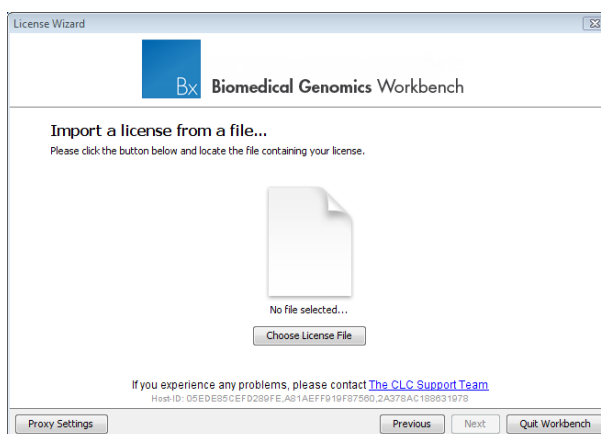 License Wizard
Bx Biomedical Genomics Workbench
Import a license from a file...
Please click the button below and locate the file containing your license.
No file selected...
Choose License File
If you experience any problems, please contact The CLC Support Team
Host-ID: 05EDE85CEFD289FE,A81AEFF919F87560,2A378AC188631978
Proxy Settings Previous Next Quit Workbench